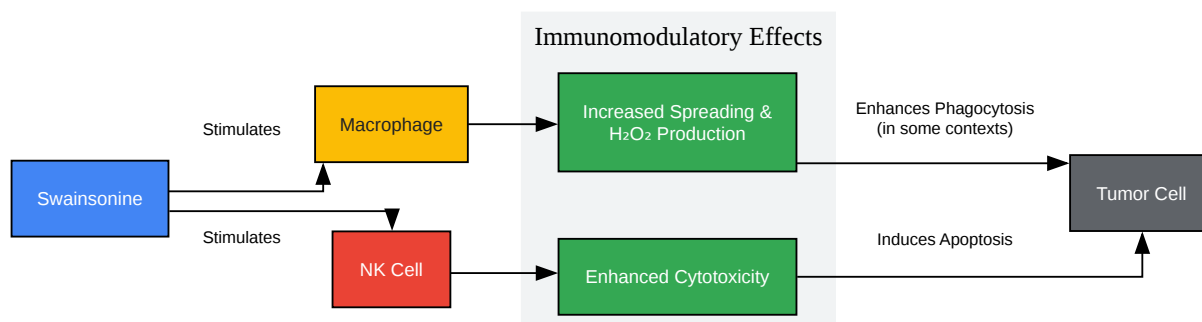 Immunomodulatory Effects
Increased Spreading &
H₂O₂ Production
Enhances Phagocytosis
(in some contexts)
Stimulates
Macrophage
Swainsonine
Tumor Cell
Stimulates
NK Cell
Enhanced Cytotoxicity
Induces Apoptosis